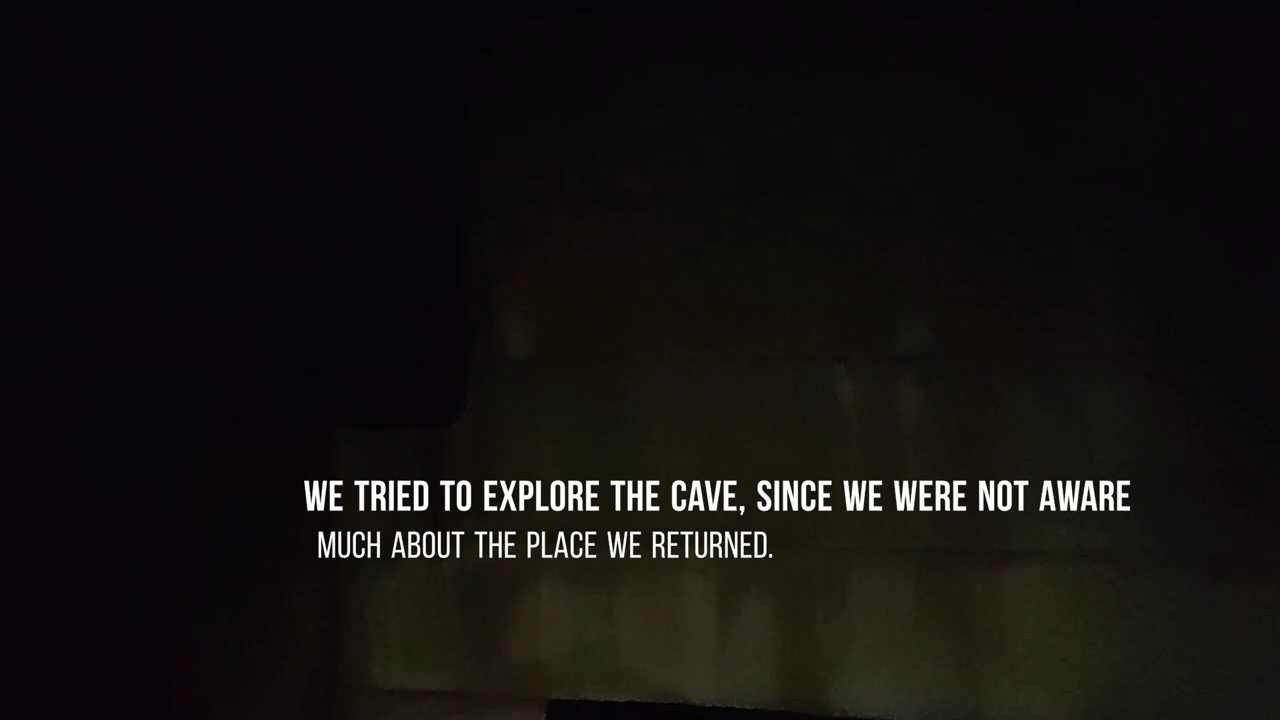 WE TRIED TO EXPLORE THE CAVE, SINCE WE WERE NOT AWARE
MUCH ABOUT THE PLACE WE RETURNED.